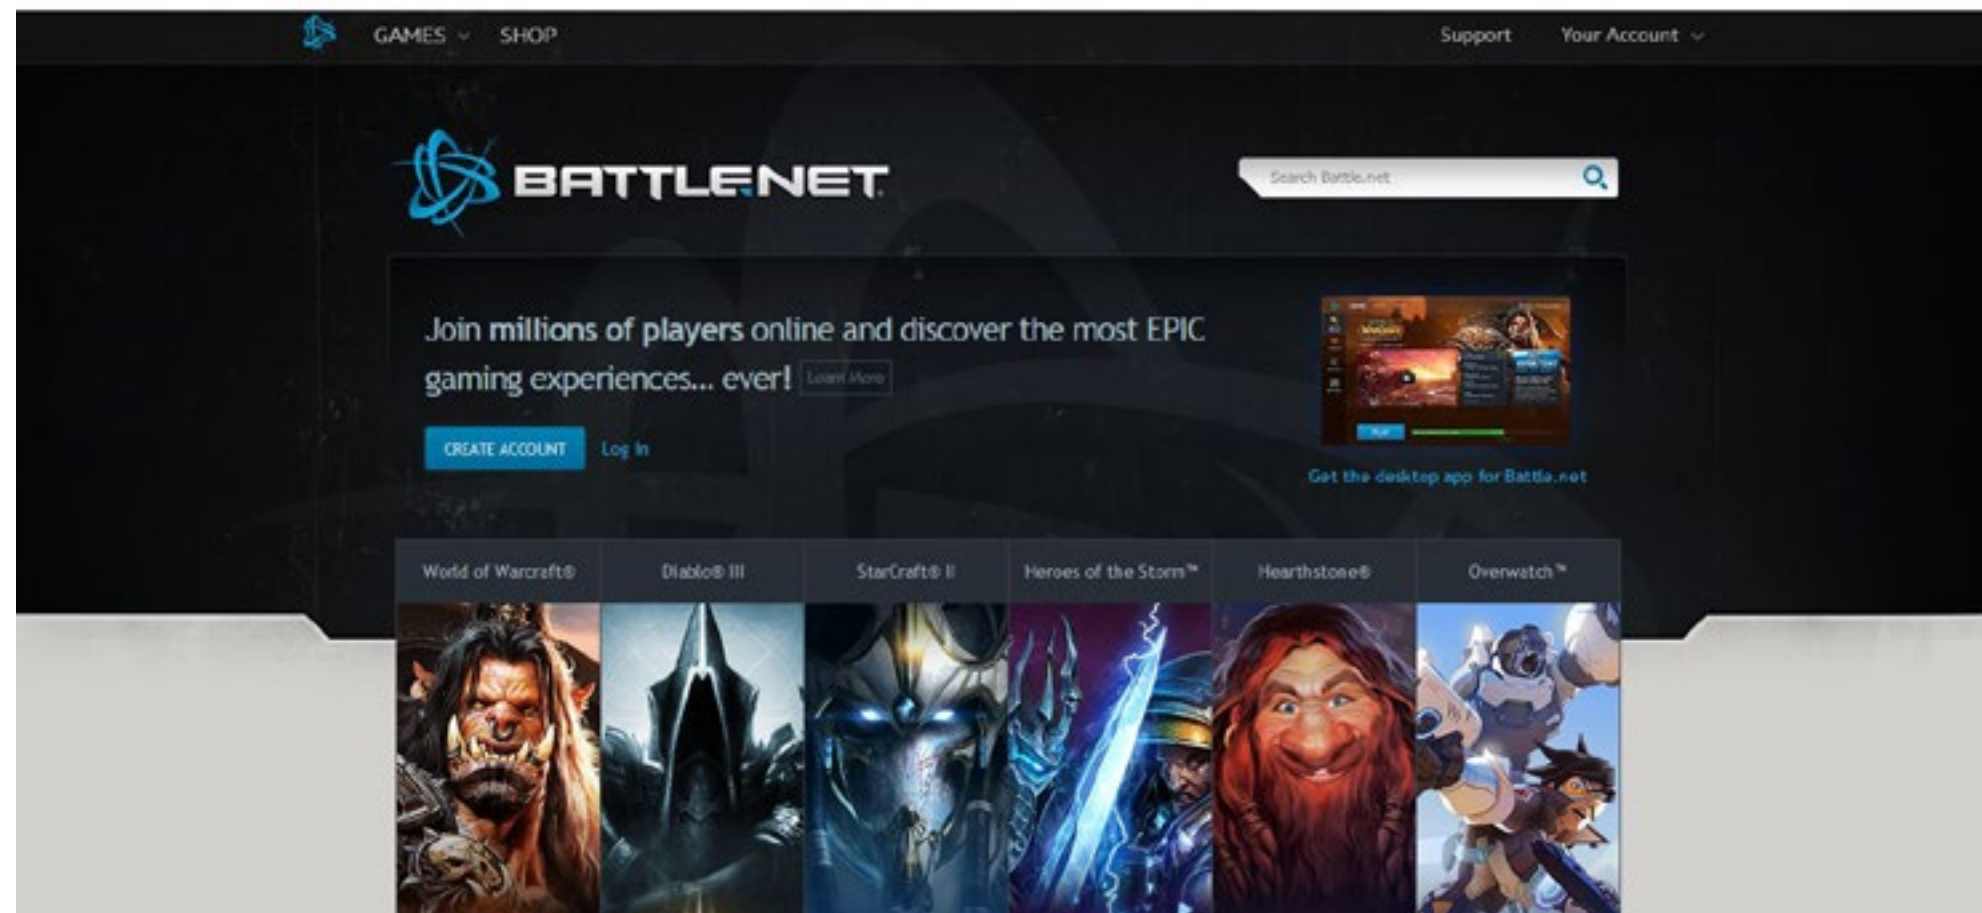 GAMES SHOP Support Your Account
BATTLE.NET
Search Battle.net
Join millions of players online and discover the most EPIC
gaming experiences... ever! Learn More
CREATE ACCOUNT Log In
Get the desktop app for Battle.net
World of Warcraft® Diablo® III StarCraft® II Heroes of the Storm™ Hearthstone® Overwatch™